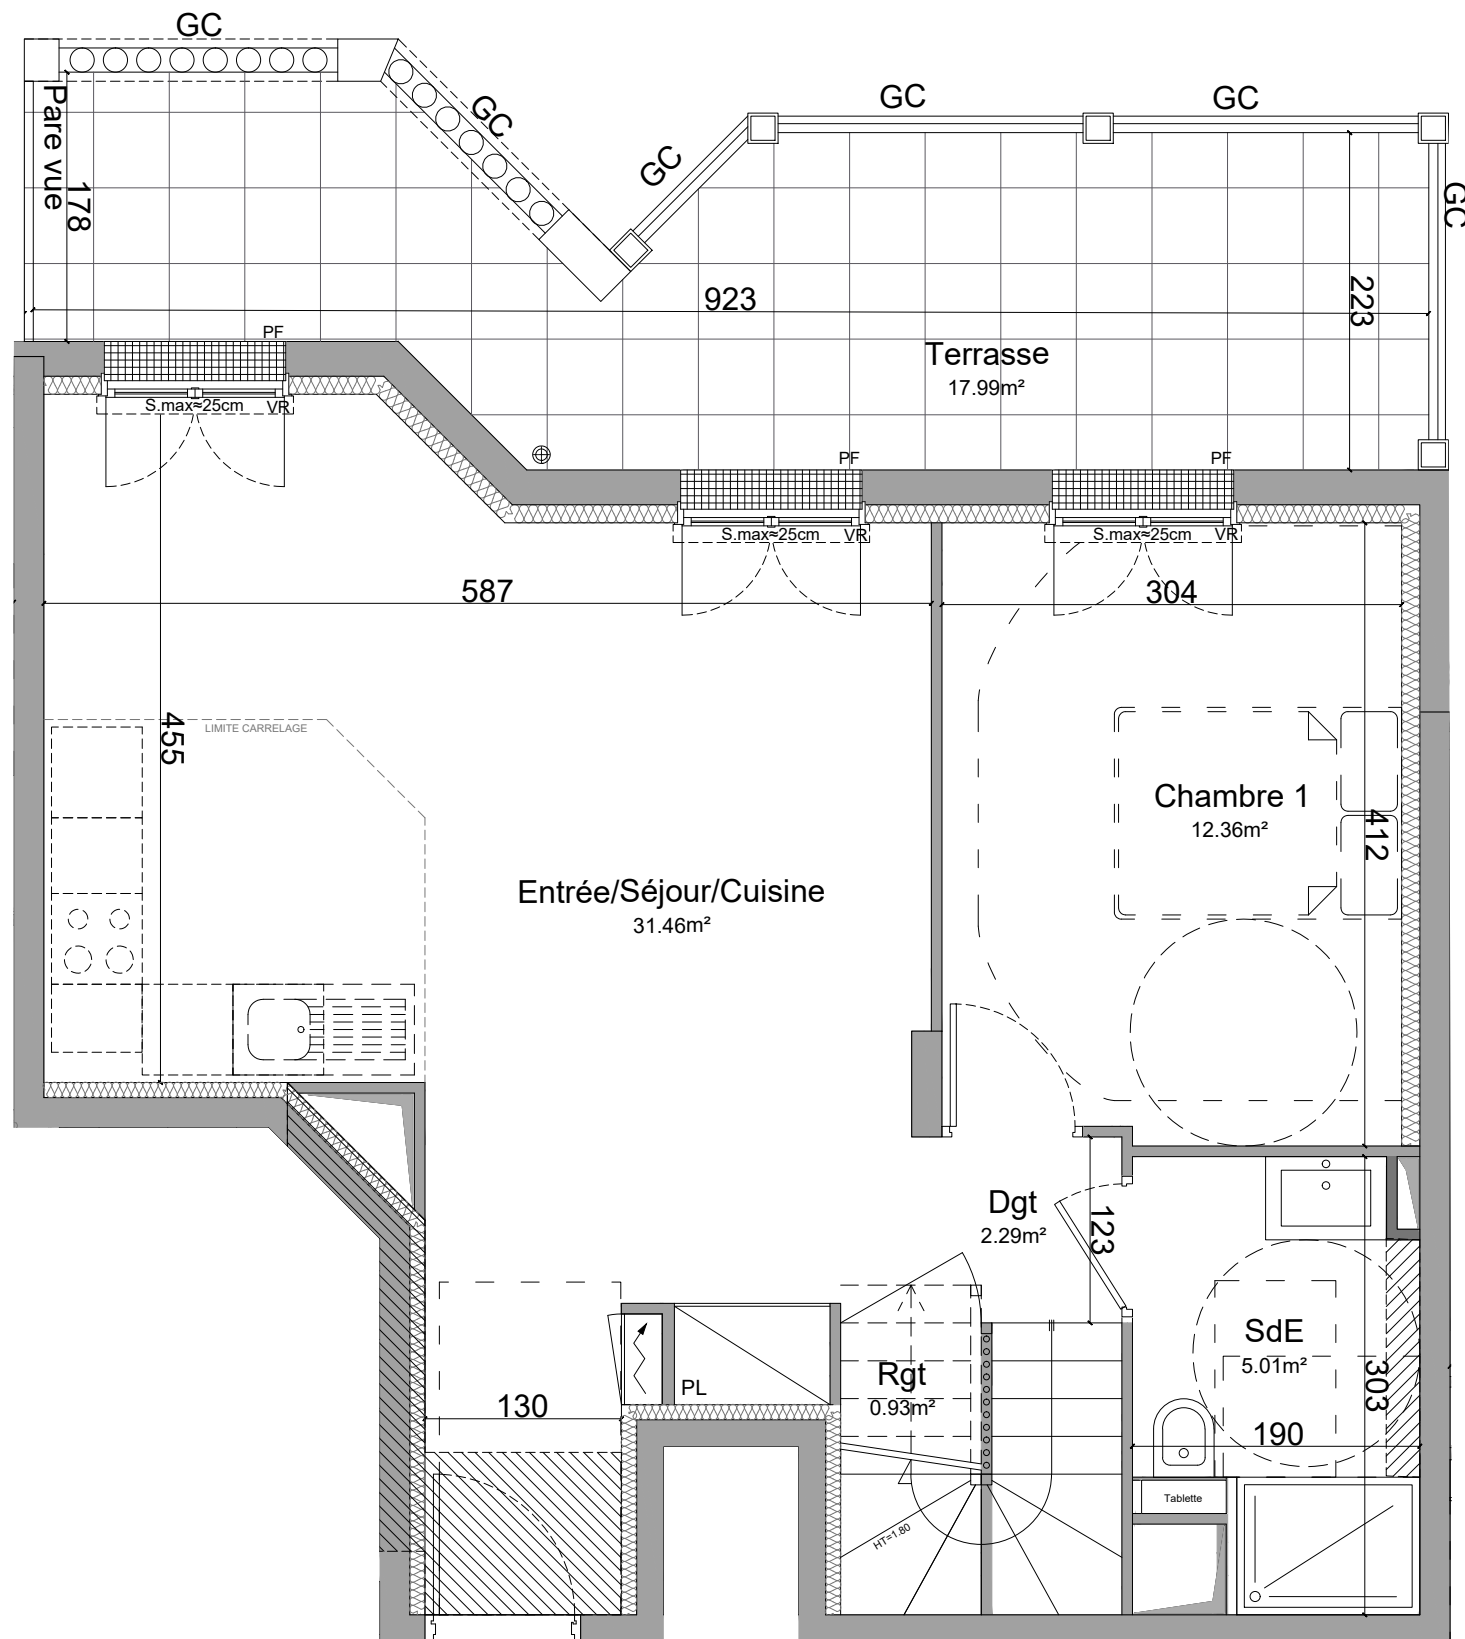 GC
GC
GC
GC
GC
GC
Pare vue
178
923
223
Terrasse
17.99m²
PF
S.max≈25cm
VR
PF
S.max≈25cm
VR
PF
S.max≈25cm
VR
587
304
455
LIMITE CARRELAGE
Chambre 1
12.36m²
412
Entrée/Séjour/Cuisine
31.46m²
Dgt
2.29m²
123
SdE
5.01m²
303
190
Rgt
0.93m²
PL
130
Tablette
HT=1.80